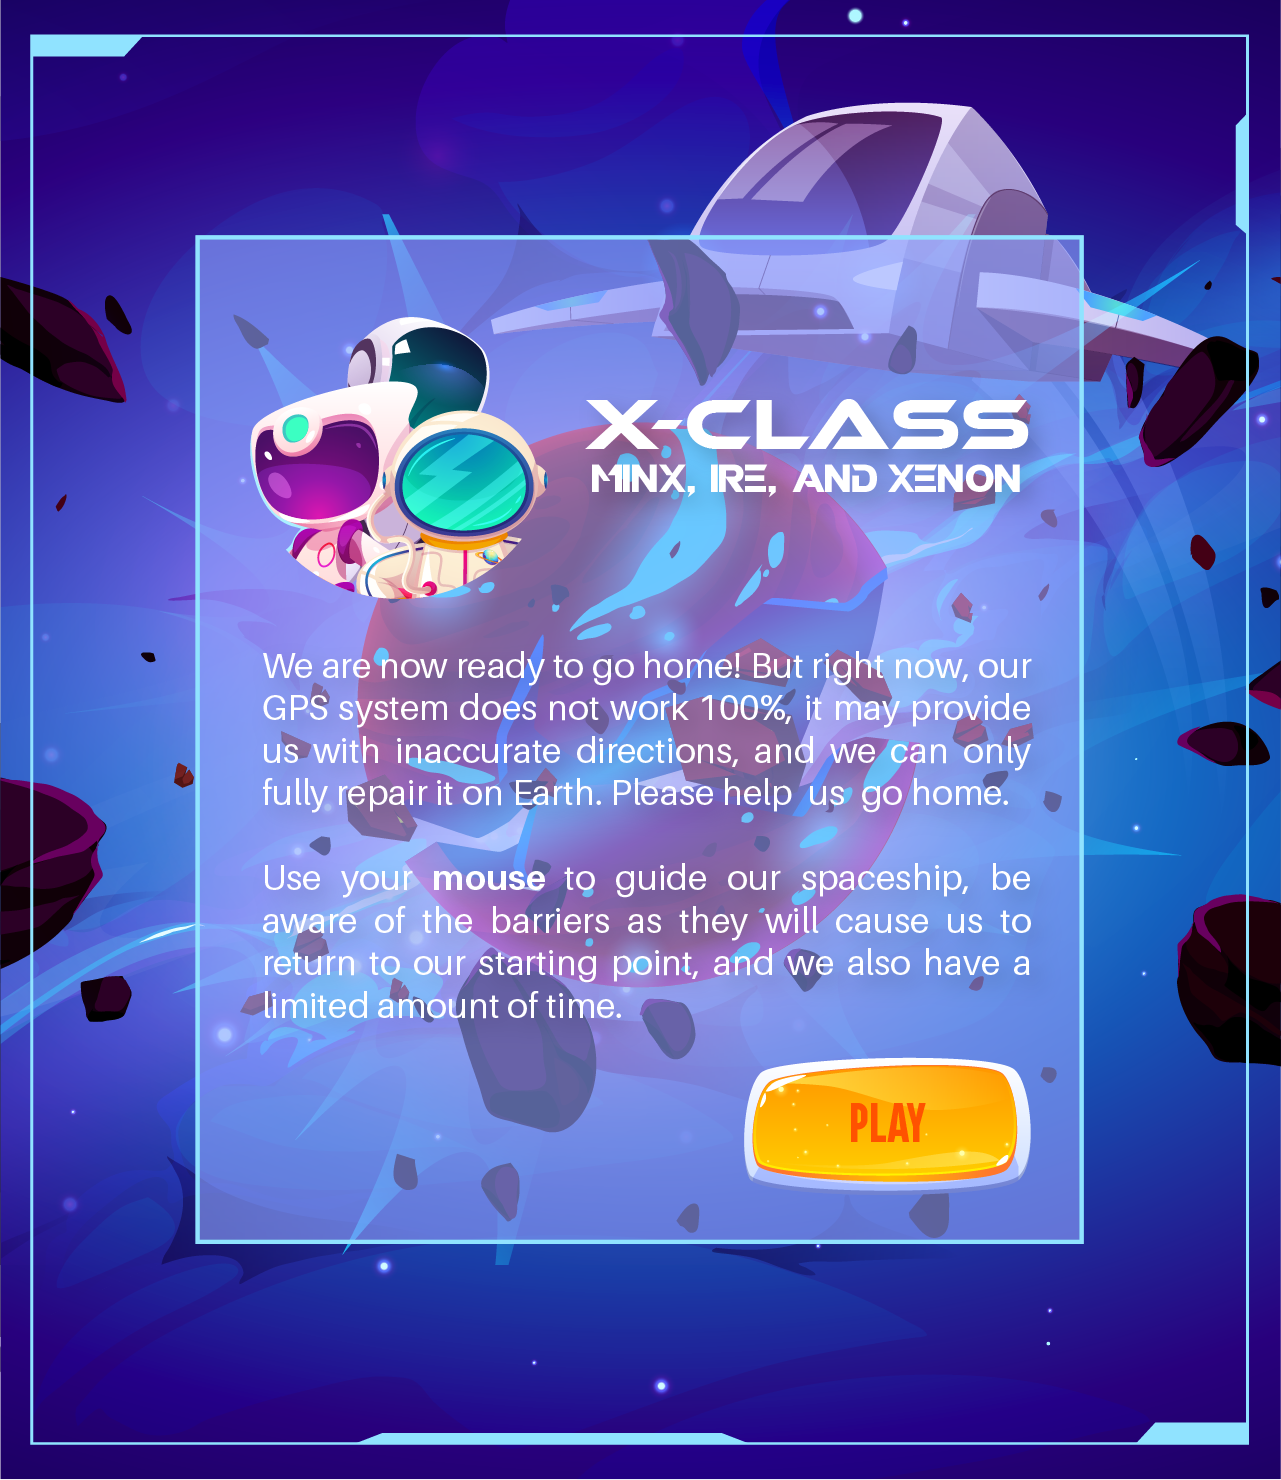 X-CLASS
MINX, IRE, AND XENON
We are now ready to go home! But right now, our
GPS system does not work 100%, it may provide
us with inaccurate directions, and we can only
fully repair it on Earth. Please help us go home.
Use your mouse to guide our spaceship, be
aware of the barriers as they will cause us to
return to our starting point, and we also have a
limited amount of time.
PLAY